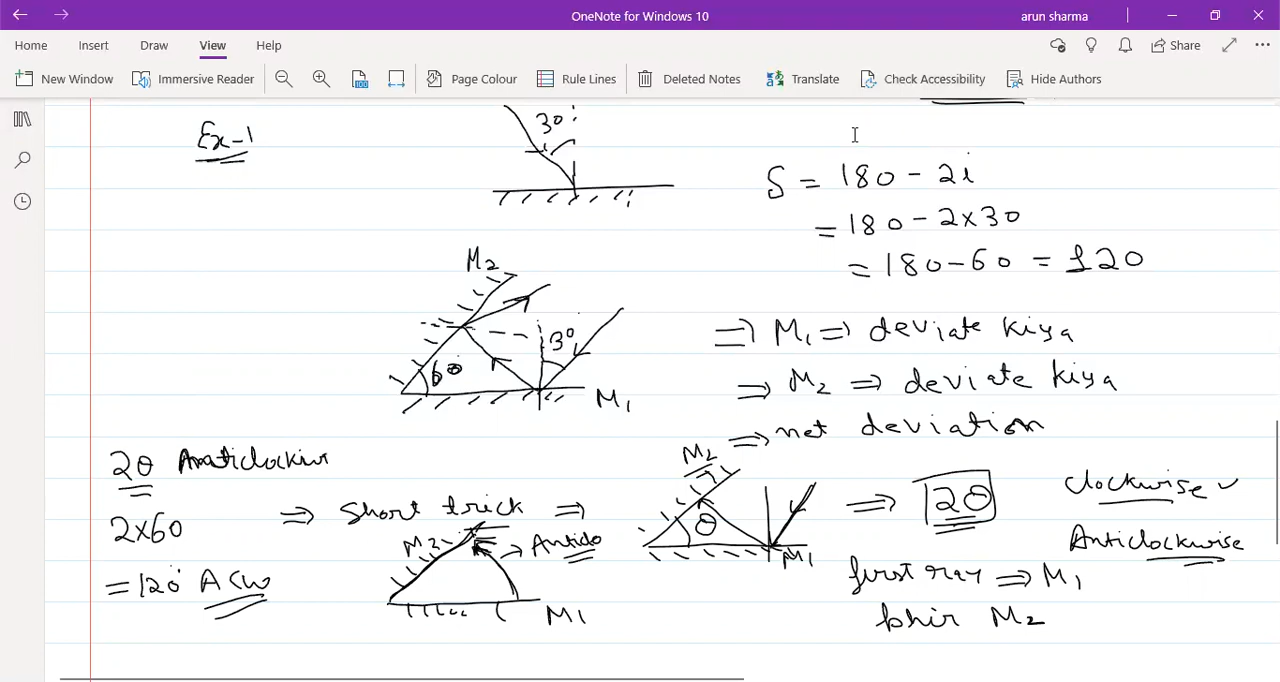 OneNote for Windows 10
arun sharma
Home Insert Draw View Help
Share
New Window Immersive Reader Page Colour Rule Lines Deleted Notes Translate Check Accessibility Hide Authors
Ex-1
30°
δ = 180 - 2i
= 180 - 2×30
= 180 - 60 = 120
M2
30
60
M1
⇒ M1 ⇒ deviate kiya
⇒ M2 ⇒ deviate kiya
⇒ net deviation
2θ Anticlockwise
2×60
= 120° ACW
⇒ Short trick ⇒
M2
→ Anticlo
M1
M2
θ
M1
⇒ 2θ
Clockwise
Anticlockwise
first ray ⇒ M1
bhir M2